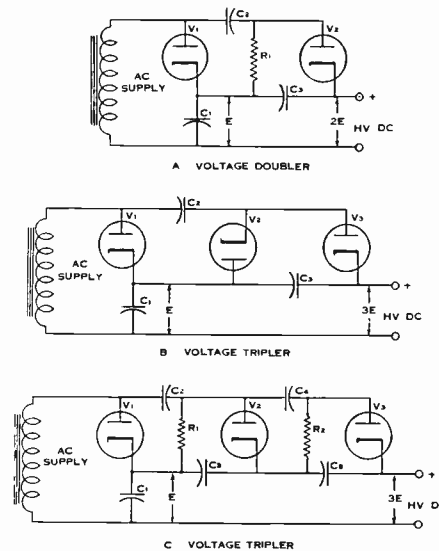 C₂
V₁
V₂
R₁
AC
SUPPLY
C₃
+
C₁
E
2E
HV DC
A VOLTAGE DOUBLER
C₂
V₁
V₂
V₃
AC
SUPPLY
C₃
+
C₁
E
3E
HV DC
B VOLTAGE TRIPLER
C₂
C₄
V₁
V₂
V₃
R₁
R₂
AC
SUPPLY
C₃
C₅
+
C₁
E
3E
HV D
C VOLTAGE TRIPLER